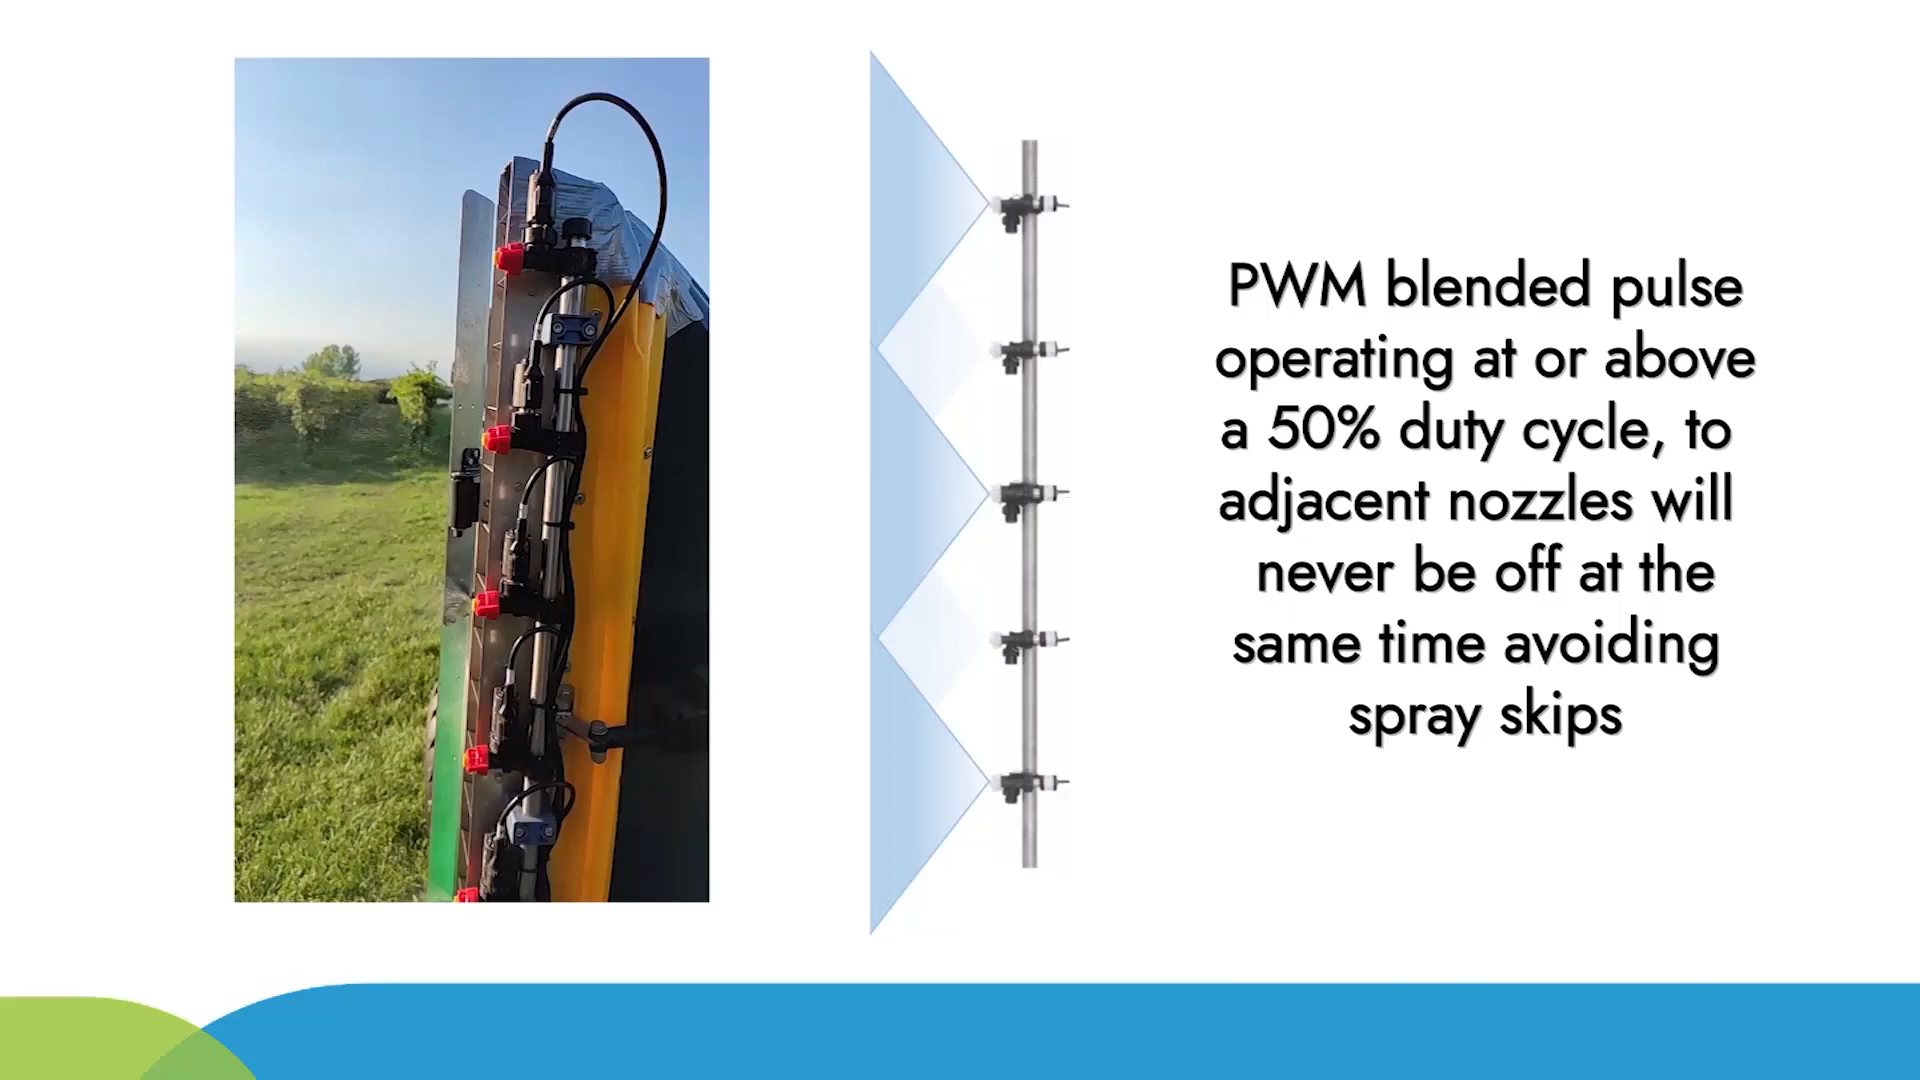 PWM blended pulse
operating at or above
a 50% duty cycle, to
adjacent nozzles will
never be off at the
same time avoiding
spray skips